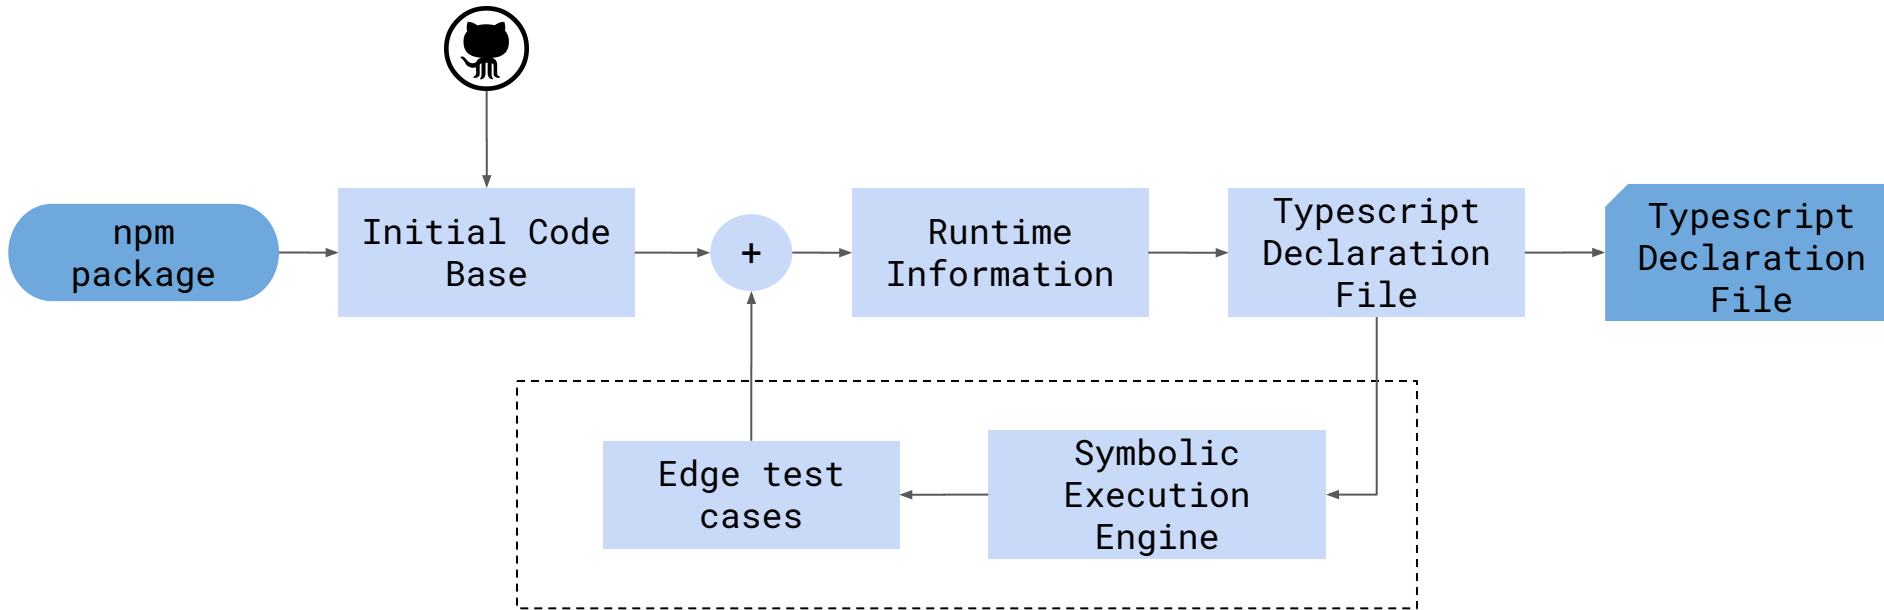 npm
package
Initial Code
Base
+
Runtime
Information
Typescript
Declaration
File
Typescript
Declaration
File
Edge test
cases
Symbolic
Execution
Engine